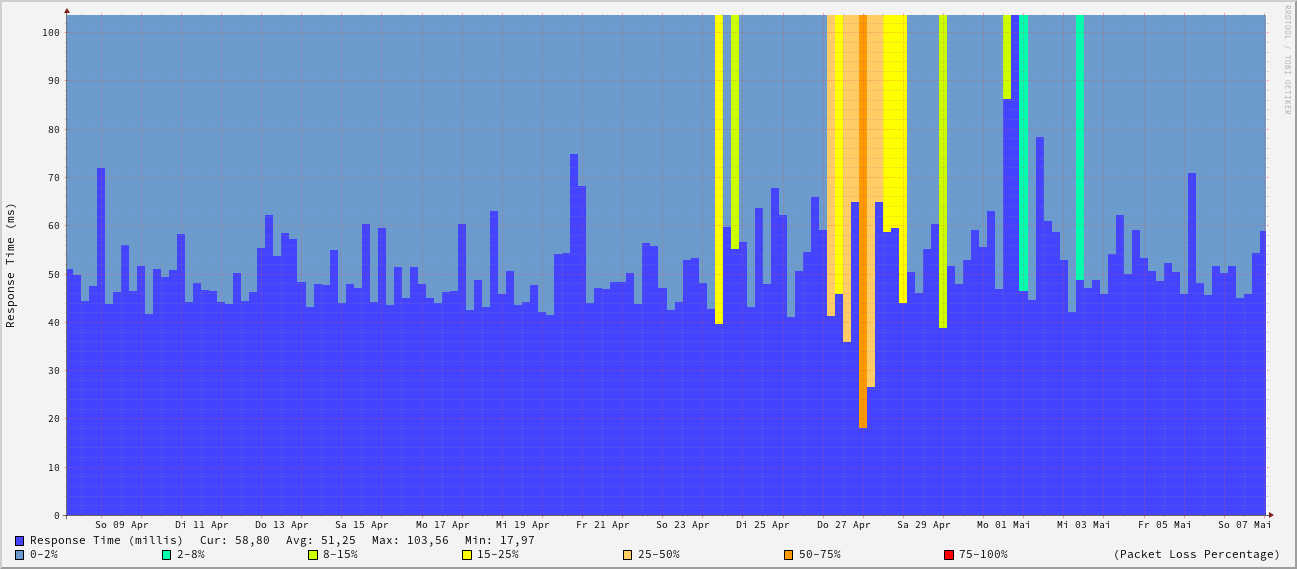 RRDTOOL / TOBI OETIKER
Response Time (ms)
100
90
80
70
60
50
40
30
20
10
0
So 09 Apr Di 11 Apr Do 13 Apr Sa 15 Apr Mo 17 Apr Mi 19 Apr Fr 21 Apr So 23 Apr Di 25 Apr Do 27 Apr Sa 29 Apr Mo 01 Mai Mi 03 Mai Fr 05 Mai So 07 Mai
Response Time (millis) Cur: 58,80 Avg: 51,25 Max: 103,56 Min: 17,97
0-2% 2-8% 8-15% 15-25% 25-50% 50-75% 75-100% (Packet Loss Percentage)